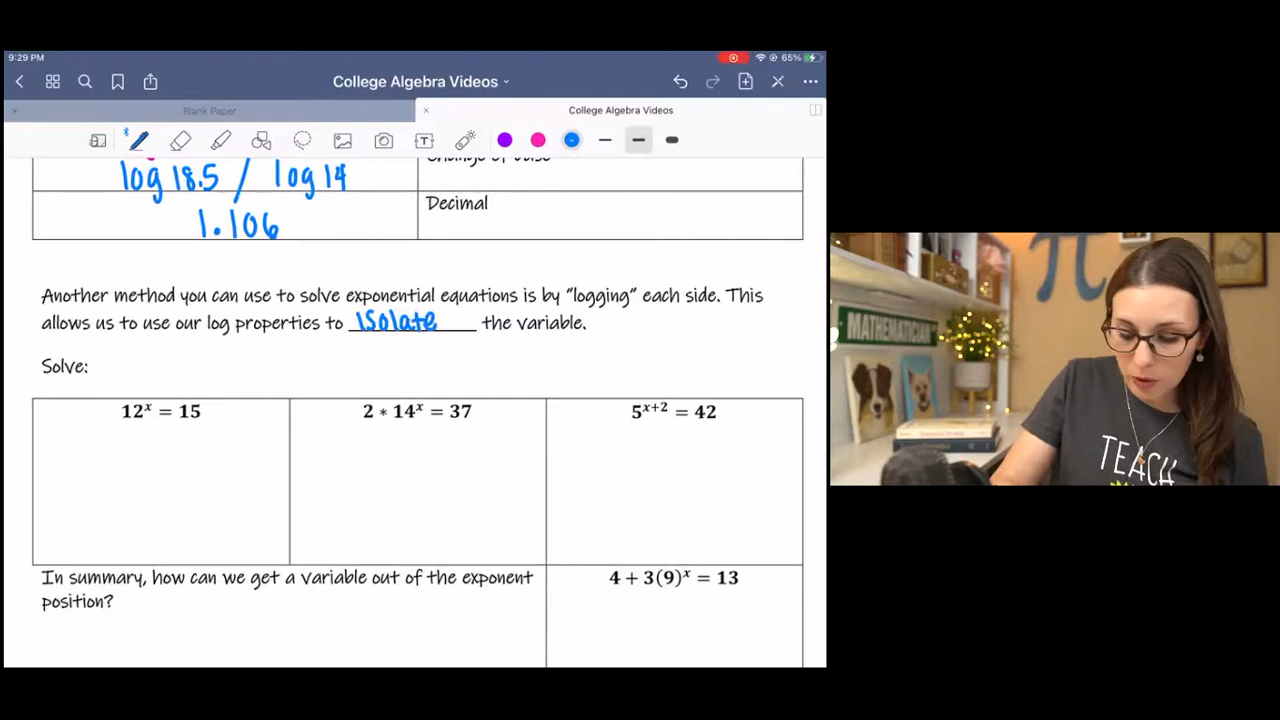 9:29 PM
65%
College Algebra Videos
Blank Paper
College Algebra Videos
log 18.5 / log 14
1.106
Decimal
Another method you can use to solve exponential equations is by “logging” each side. This
allows us to use our log properties to isolate the variable.
Solve:
12ˣ = 15
2 * 14ˣ = 37
5ˣ⁺² = 42
In summary, how can we get a variable out of the exponent
position?
4 + 3(9)ˣ = 13
MATHEMATICIAN
TEACH